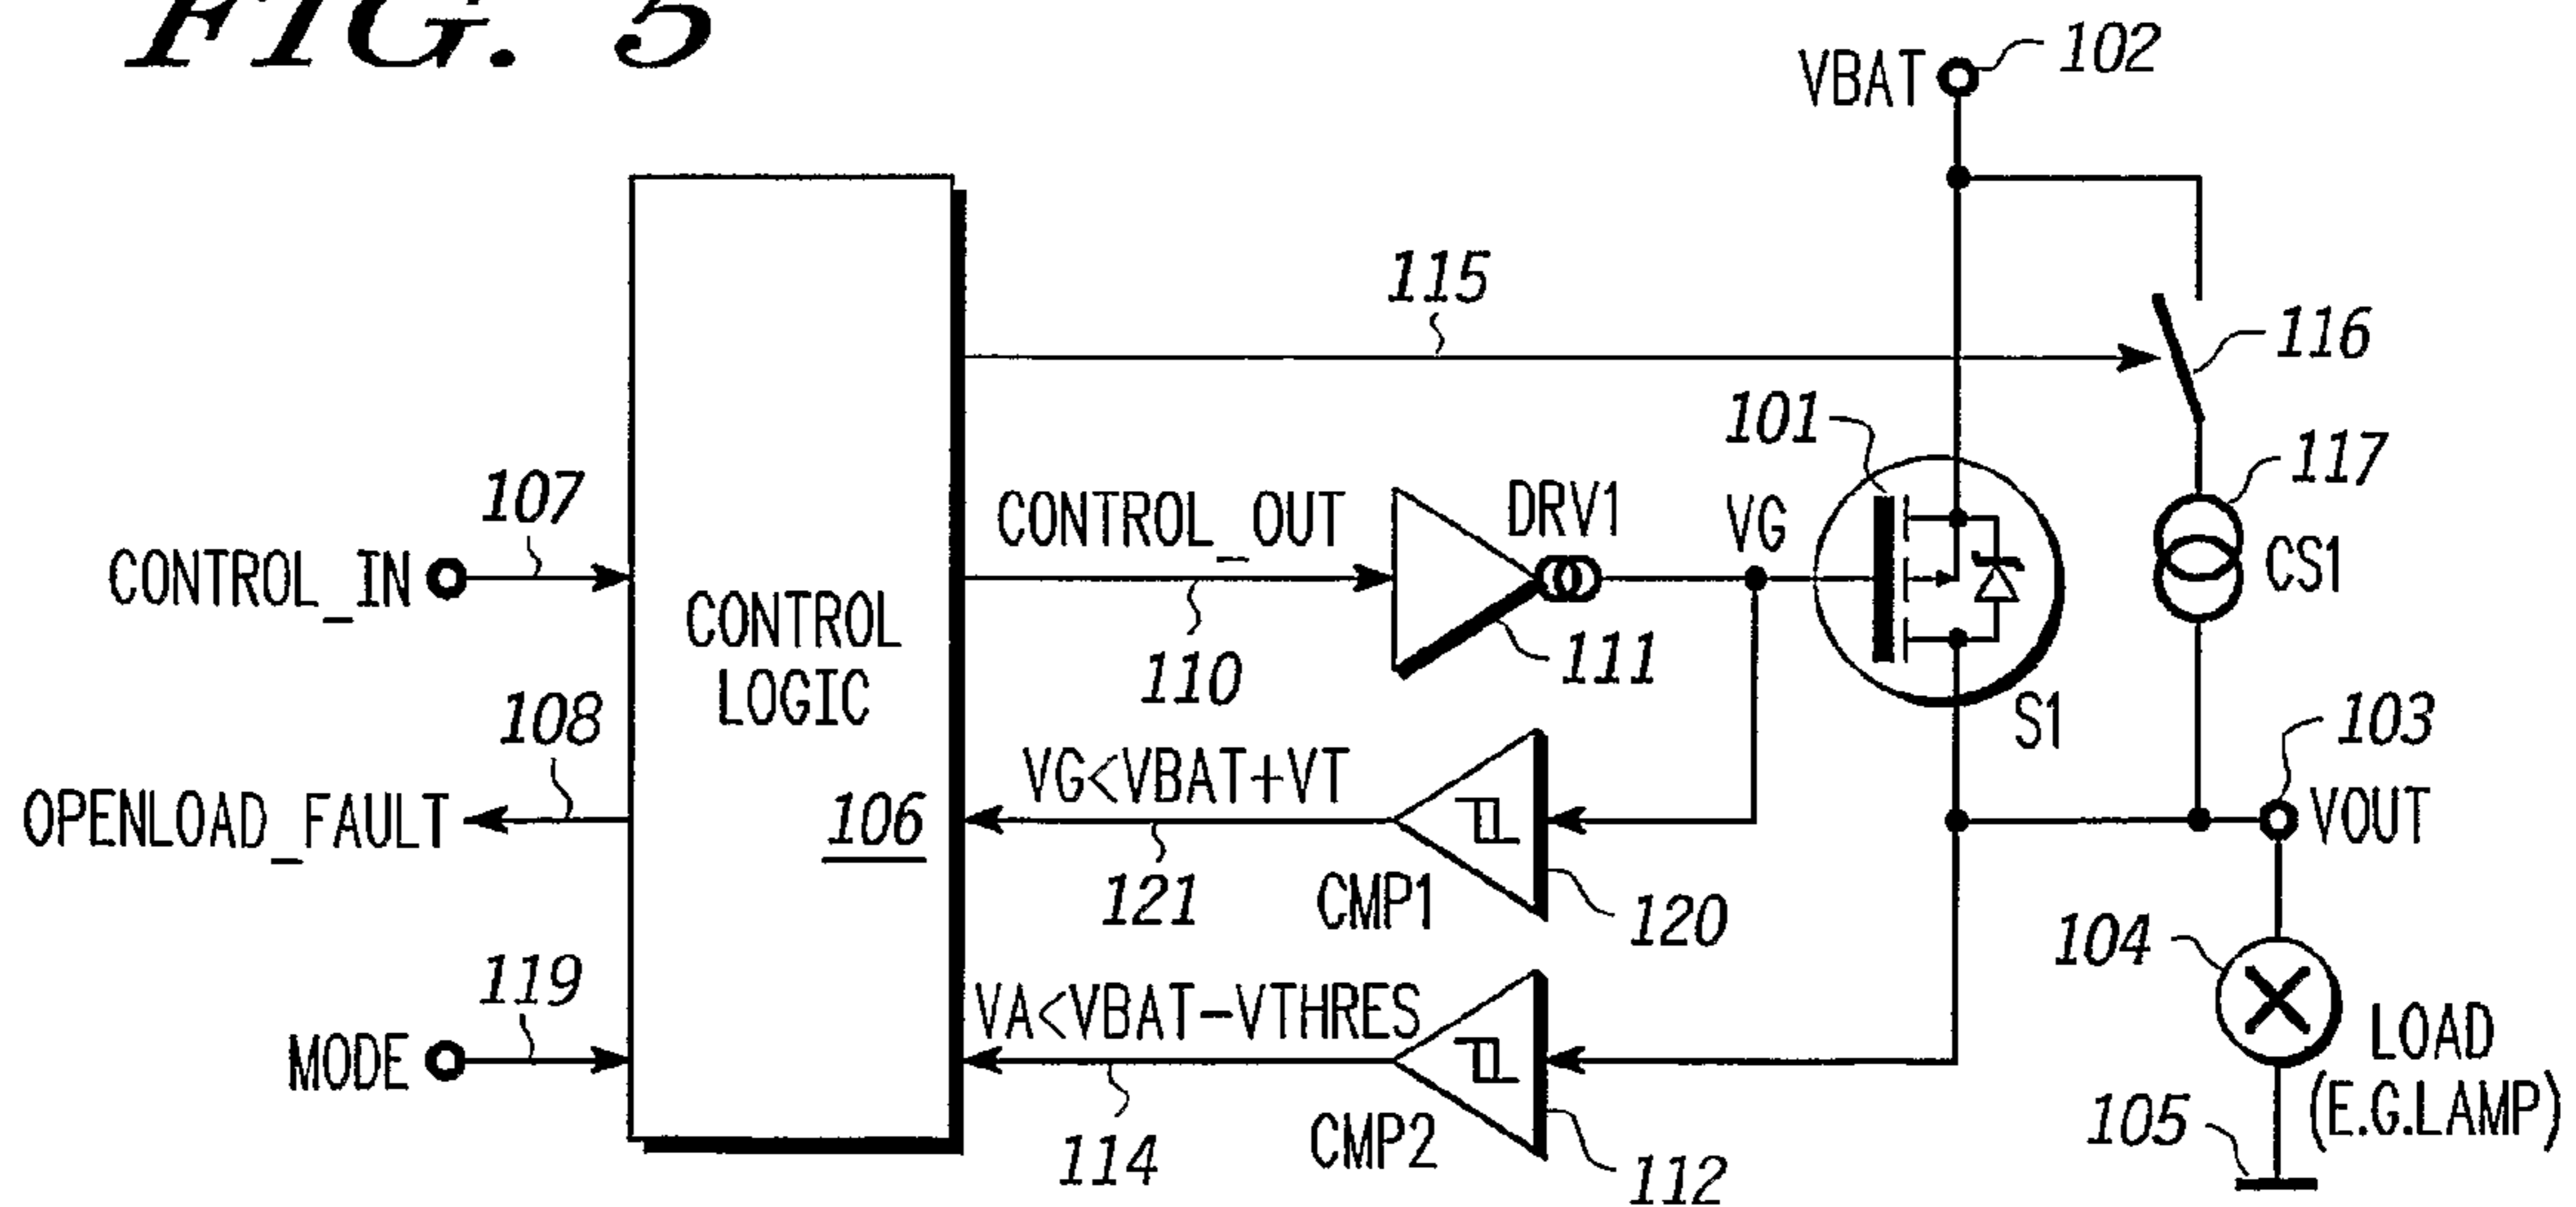 FIG. 5
VBAT
102
115
116
101
117
107
CONTROL_OUT
DRV1
VG
CS1
CONTROL_IN
CONTROL
LOGIC
110
111
S1
108
103
VG<VBAT+VT
OPENLOAD_FAULT
106
VOUT
121
CMP1
120
104
119
VA<VBAT-VTHRES
MODE
LOAD
(E.G.LAMP)
105
114
CMP2
112